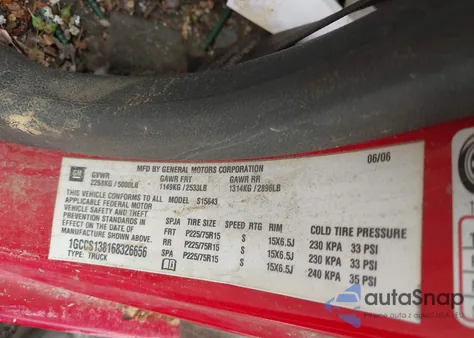 GM
MFD BY GENERAL MOTORS CORPORATION 06/06
GVWR GAWR FRT GAWR RR
2268KG / 5000LB 1149KG / 2533LB 1314KG / 2896LB
THIS VEHICLE CONFORMS TO ALL MODEL S15643
APPLICABLE FEDERAL MOTOR
VEHICLE SAFETY AND THEFT
PREVENTION STANDARDS IN
EFFECT ON THE DATE OF
MANUFACTURE SHOWN ABOVE.
1GCCS138168326656
TYPE: TRUCK
SPJA TIRE SIZE SPEED RTG RIM COLD TIRE PRESSURE
FRT P225/75R15 S 15X6.5J 230 KPA 33 PSI
RR P225/75R15 S 15X6.5J 230 KPA 33 PSI
SPA P225/75R15 S 15X6.5J 240 KPA 35 PSI
autaSnap